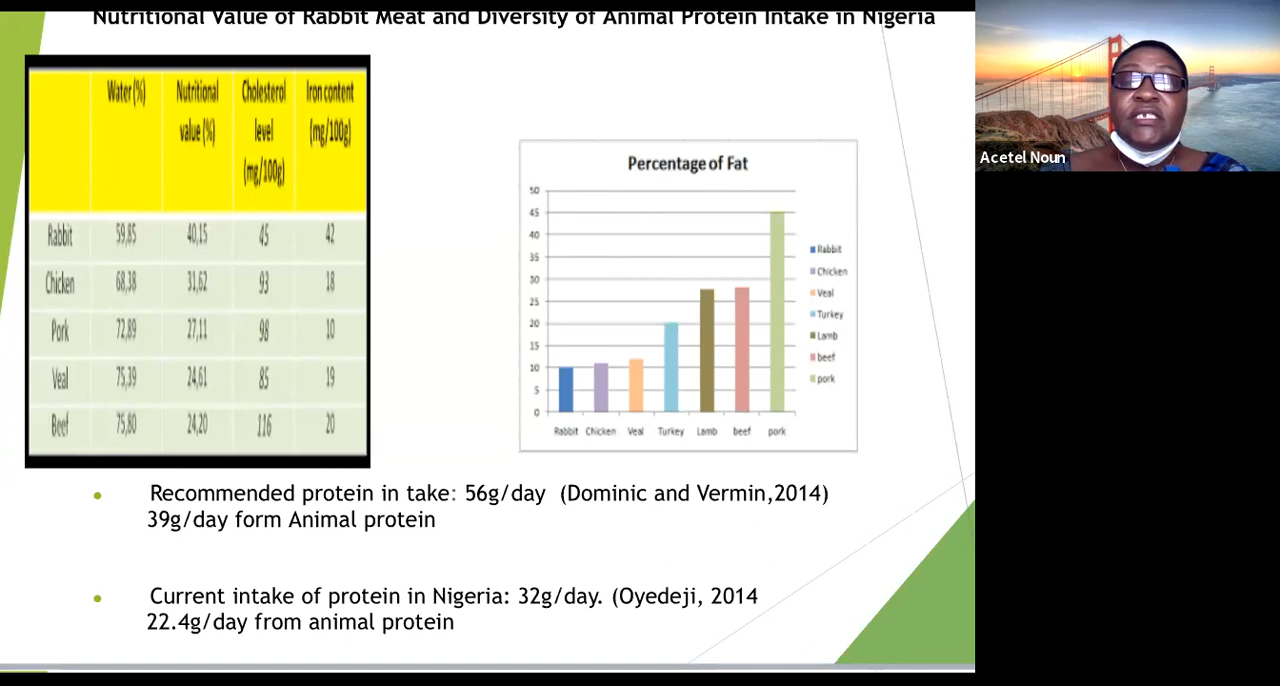 Nutritional Value of Rabbit Meat and Diversity of Animal Protein Intake in Nigeria
Water (%) Nutritional value (%) Cholesterol level (mg/100g) Iron content (mg/100g)
Rabbit 59,85 40,15 45 42
Chicken 68,38 31,62 93 18
Pork 72,89 27,11 98 10
Veal 75,39 24,61 85 19
Beef 75,80 24,20 116 20
Percentage of Fat
50
45
40
35
30
25
20
15
10
5
0
Rabbit Chicken Veal Turkey Lamb beef pork
Rabbit
Chicken
Veal
Turkey
Lamb
beef
pork
• Recommended protein in take: 56g/day (Dominic and Vermin,2014)
39g/day form Animal protein
• Current intake of protein in Nigeria: 32g/day. (Oyedeji, 2014
22.4g/day from animal protein
Acetel Noun